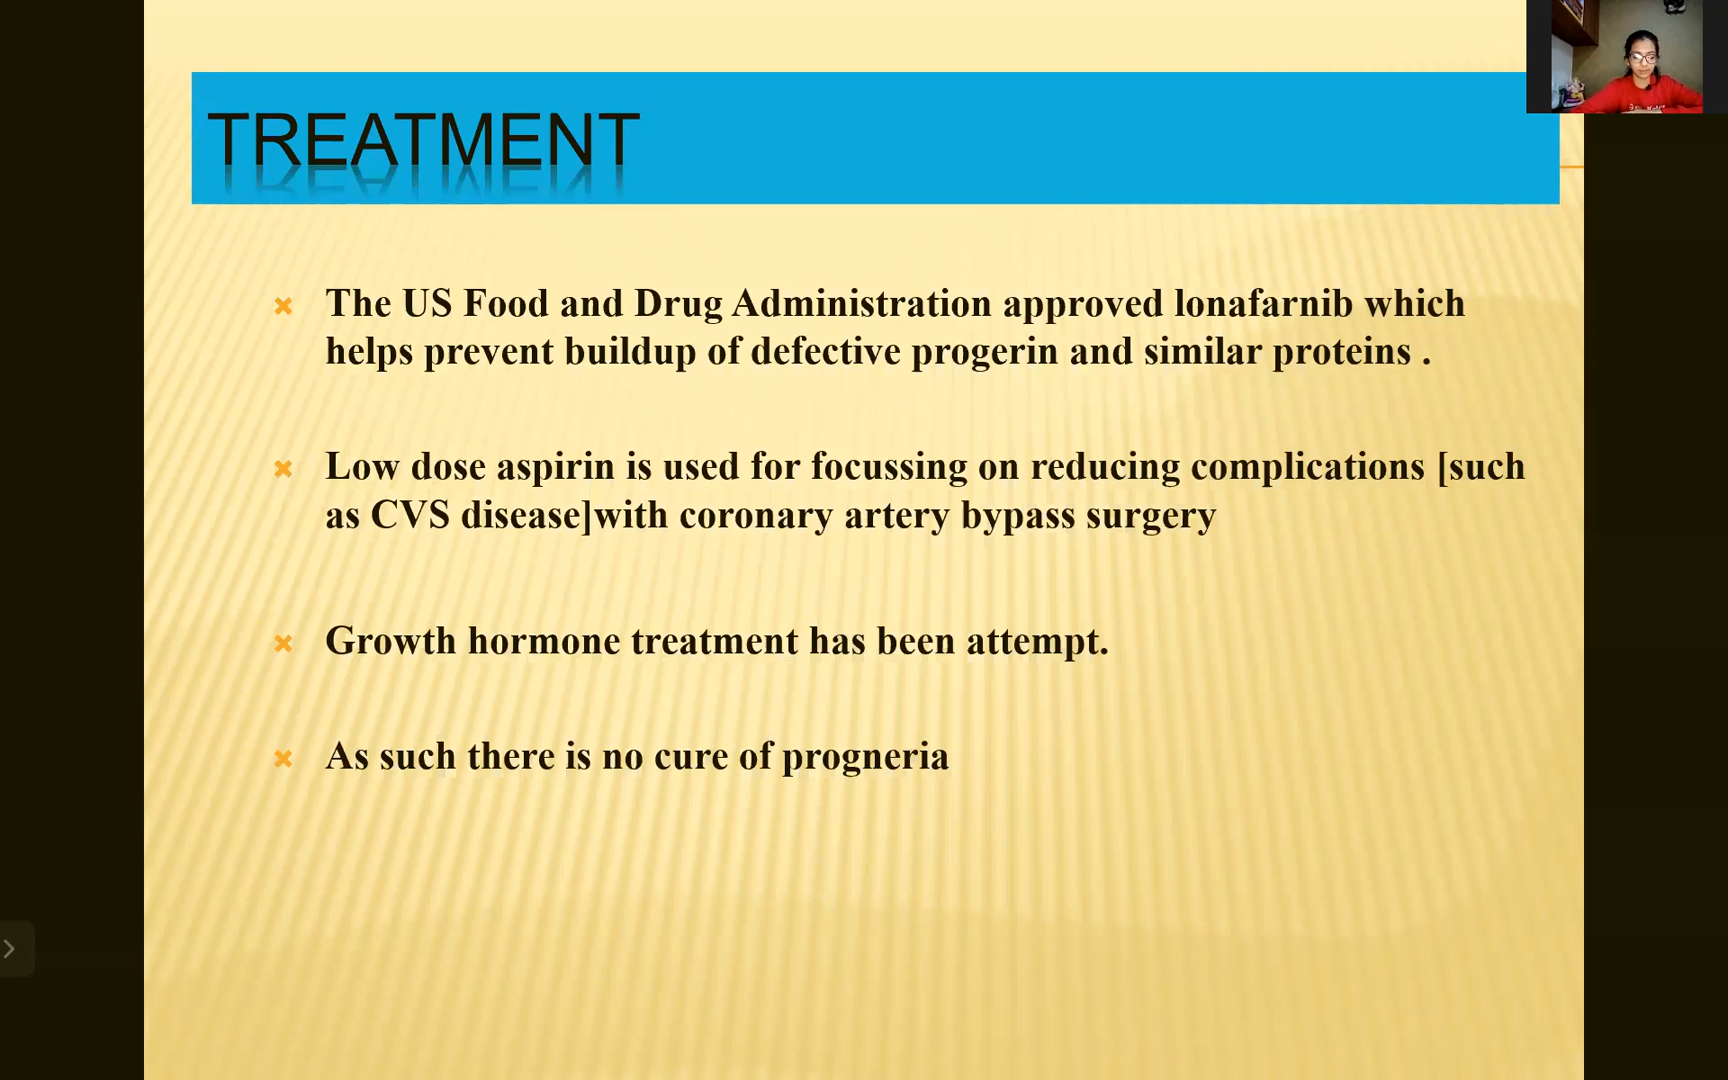 TREATMENT
The US Food and Drug Administration approved lonafarnib which
helps prevent buildup of defective progerin and similar proteins .
Low dose aspirin is used for focussing on reducing complications [such
as CVS disease]with coronary artery bypass surgery
Growth hormone treatment has been attempt.
As such there is no cure of progneria